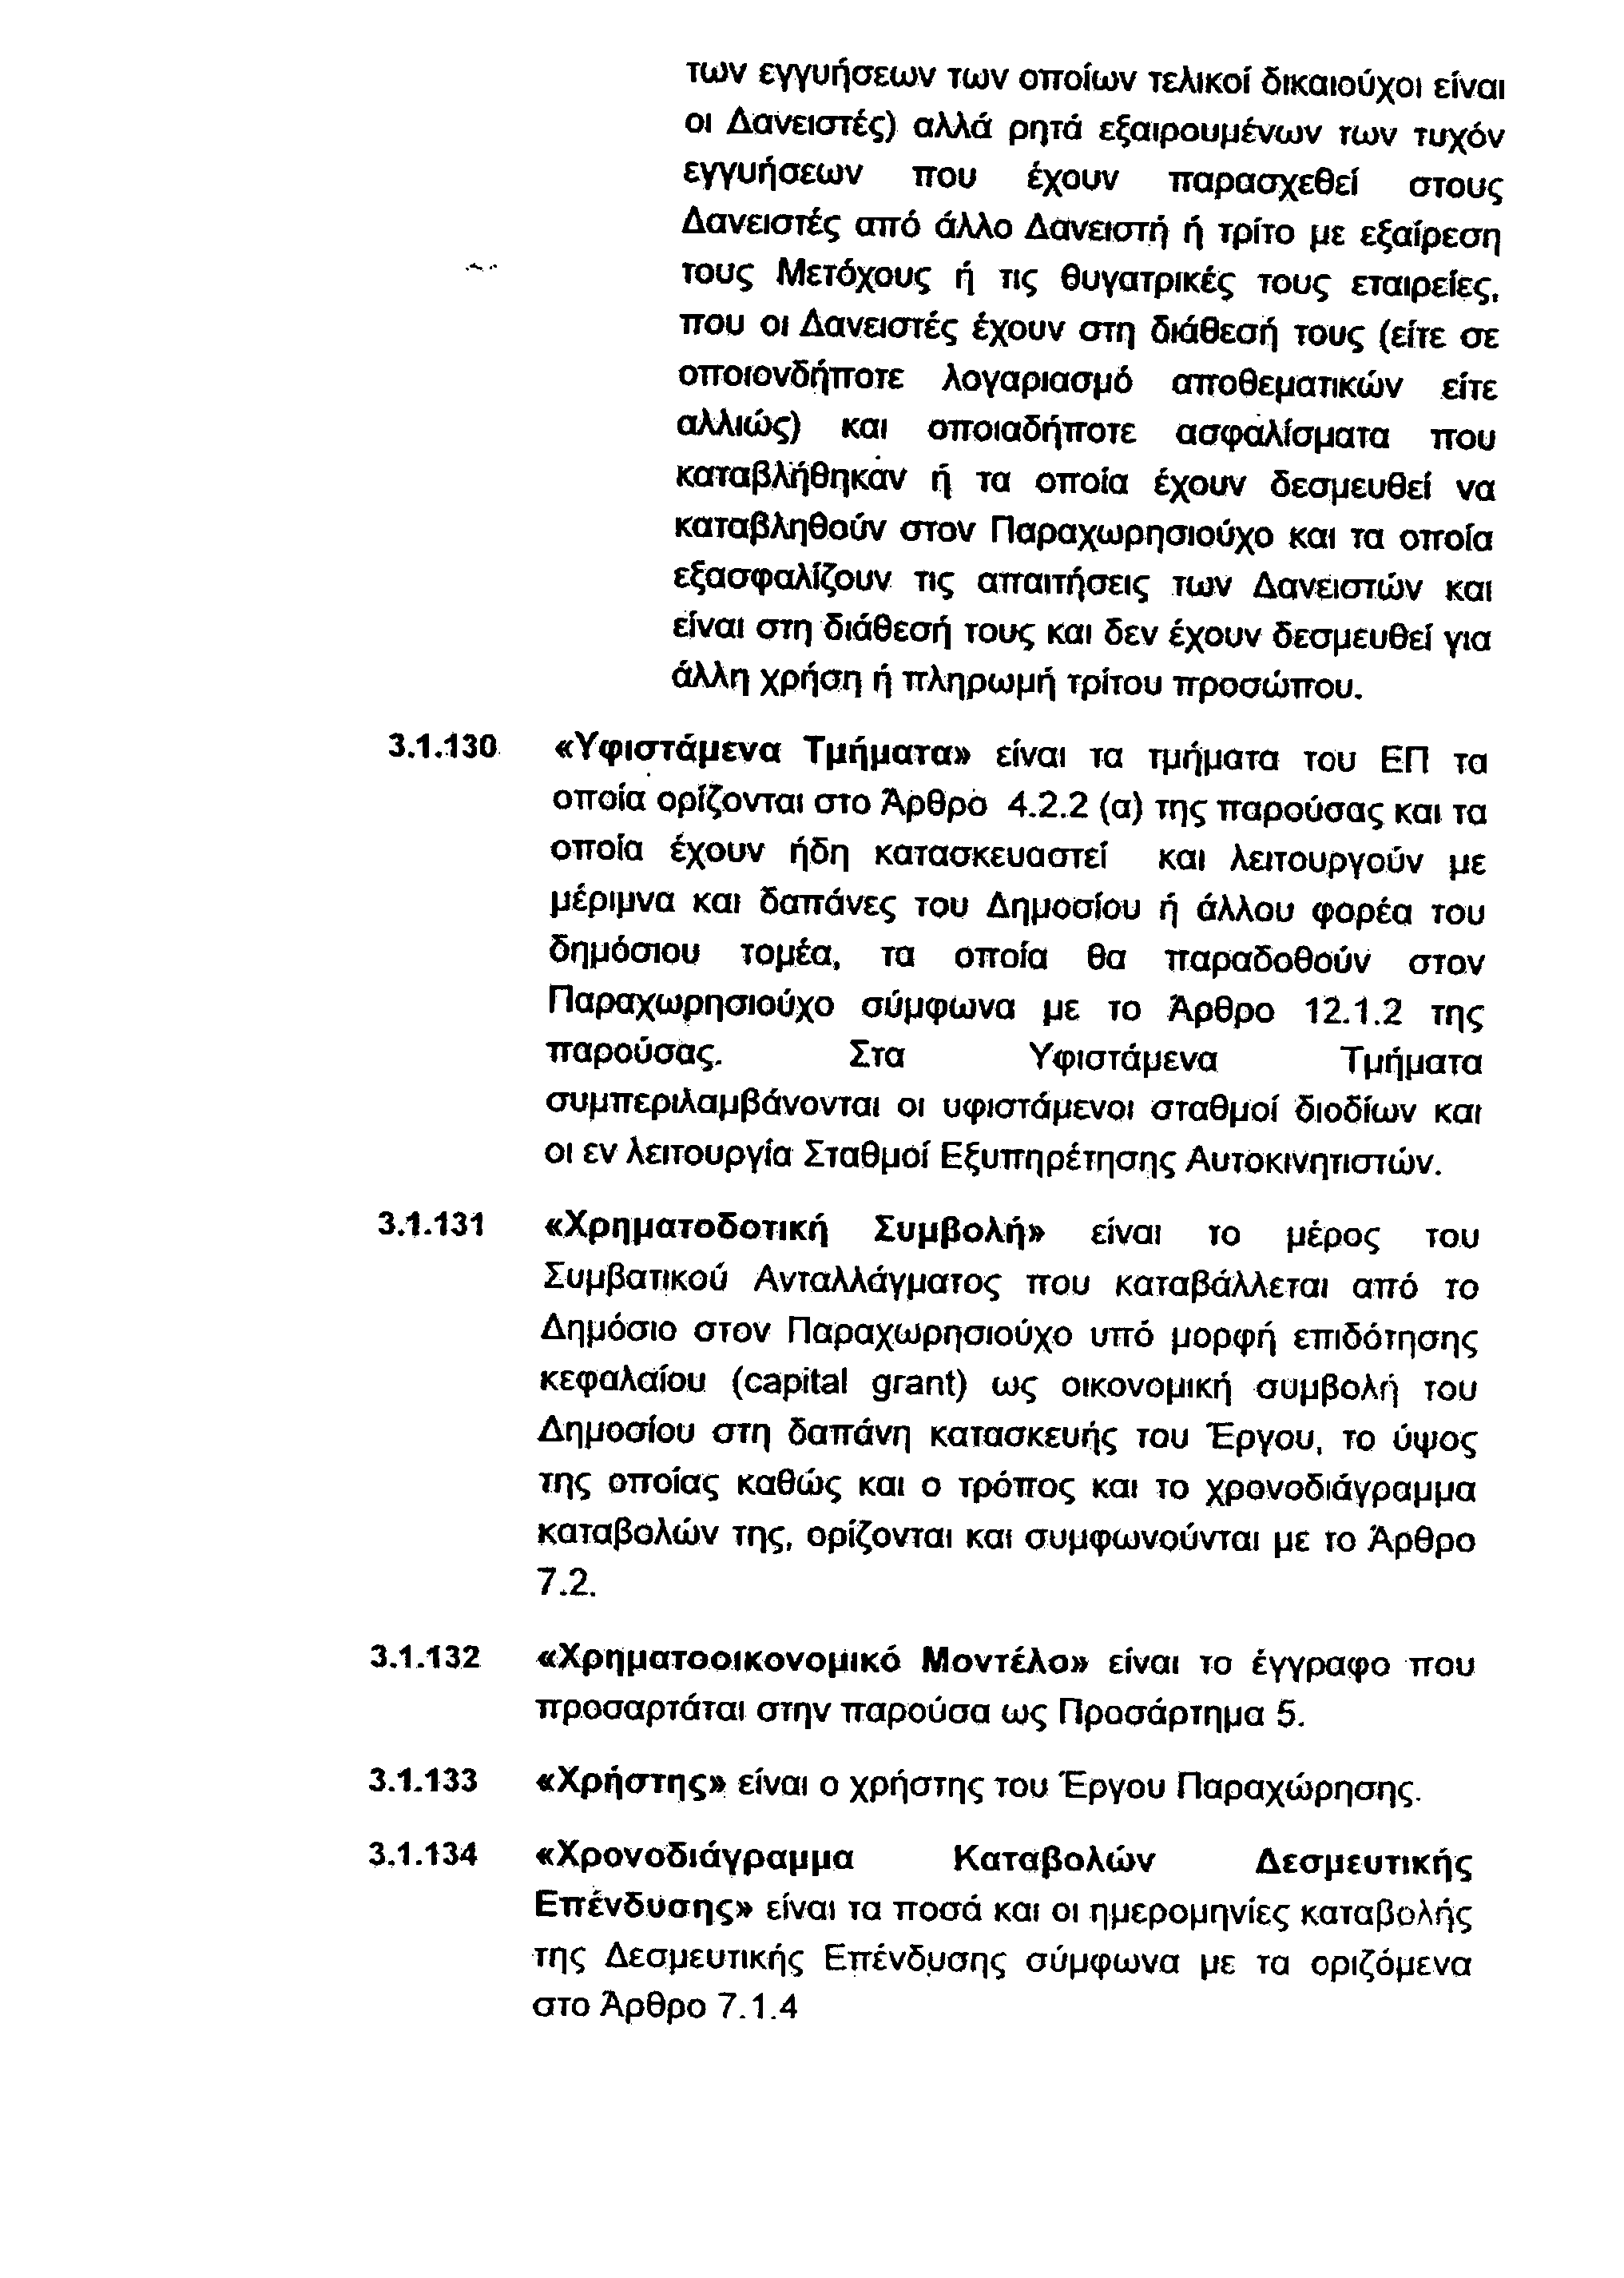 των εγγυήσεων των οποίων τελικοί δικαιούχοι είναι
οι Δανειστές) αλλά ρητά εξαιρουμένων των τυχόν
εγγυήσεων που έχουν παρασχεθεί στους
Δανειστές από άλλο Δανειστή ή τρίτο με εξαίρεση
τους Μετόχους ή τις θυγατρικές τους εταιρείες,
που οι Δανειστές έχουν στη διάθεσή τους (είτε σε
οποιονδήποτε λογαριασμό αποθεματικών είτε
αλλιώς) και οποιαδήποτε ασφαλίσματα που
καταβλήθηκαν ή τα οποία έχουν δεσμευθεί να
καταβληθούν στον Παραχωρησιούχο και τα οποία
εξασφαλίζουν τις απαιτήσεις των Δανειστών και
είναι στη διάθεσή τους και δεν έχουν δεσμευθεί για
άλλη χρήση ή πληρωμή τρίτου προσώπου.
3.1.130 «Υφιστάμενα Τμήματα» είναι τα τμήματα του ΕΠ τα
οποία ορίζονται στο Άρθρο 4.2.2 (α) της παρούσας και τα
οποία έχουν ήδη κατασκευαστεί και λειτουργούν με
μέριμνα και δαπάνες του Δημοσίου ή άλλου φορέα του
δημόσιου τομέα, τα οποία θα παραδοθούν στον
Παραχωρησιούχο σύμφωνα με το Άρθρο 12.1.2 της
παρούσας. Στα Υφιστάμενα Τμήματα
συμπεριλαμβάνονται οι υφιστάμενοι σταθμοί διοδίων και
οι εν λειτουργία Σταθμοί Εξυπηρέτησης Αυτοκινητιστών.
3.1.131 «Χρηματοδοτική Συμβολή» είναι το μέρος του
Συμβατικού Ανταλλάγματος που καταβάλλεται από το
Δημόσιο στον Παραχωρησιούχο υπό μορφή επιδότησης
κεφαλαίου (capital grant) ως οικονομική συμβολή του
Δημοσίου στη δαπάνη κατασκευής του Έργου, το ύψος
της οποίας καθώς και ο τρόπος και το χρονοδιάγραμμα
καταβολών της, ορίζονται και συμφωνούνται με το Άρθρο
7.2.
3.1.132 «Χρηματοοικονομικό Μοντέλο» είναι το έγγραφο που
προσαρτάται στην παρούσα ως Προσάρτημα 5.
3.1.133 «Χρήστης» είναι ο χρήστης του Έργου Παραχώρησης.
3.1.134 «Χρονοδιάγραμμα Καταβολών Δεσμευτικής
Επένδυσης» είναι τα ποσά και οι ημερομηνίες καταβολής
της Δεσμευτικής Επένδυσης σύμφωνα με τα οριζόμενα
στο Άρθρο 7.1.4